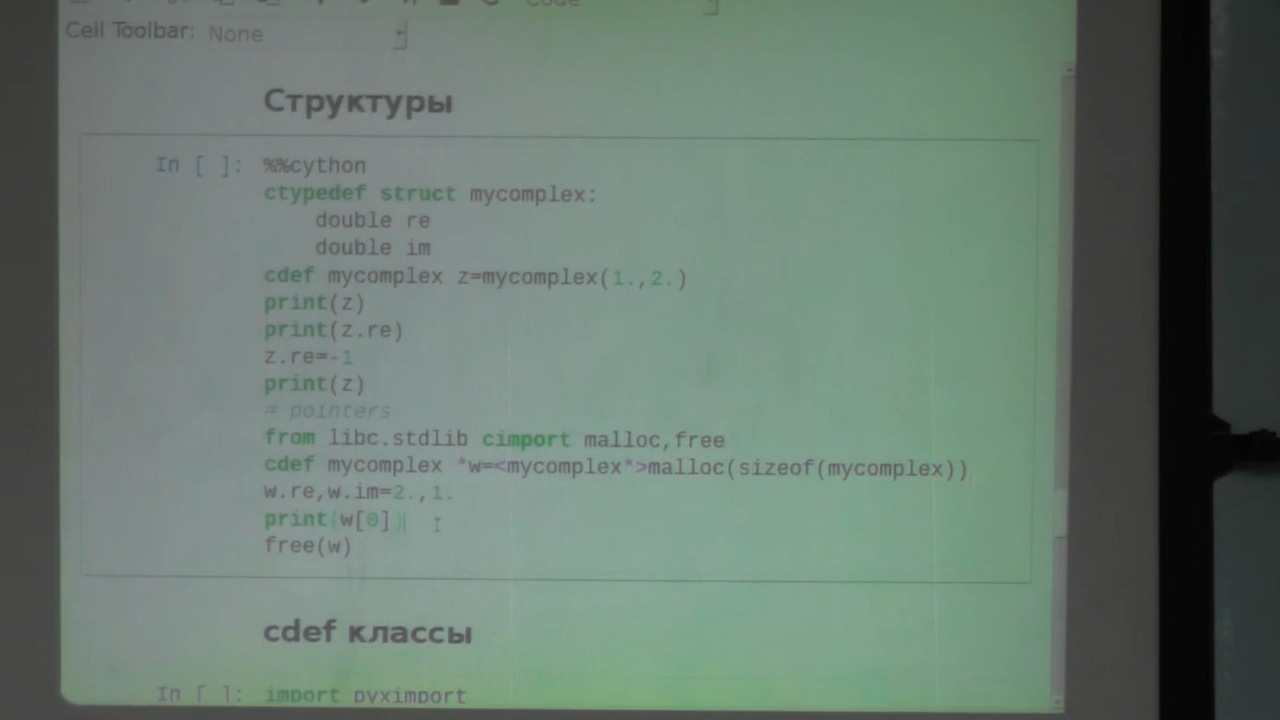 Code
Cell Toolbar: None
Структуры
In [ ]: %%cython
ctypedef struct mycomplex:
    double re
    double im
cdef mycomplex z=mycomplex(1.,2.)
print(z)
print(z.re)
z.re=-1
print(z)
# pointers
from libc.stdlib cimport malloc,free
cdef mycomplex *w=<mycomplex*>malloc(sizeof(mycomplex))
w.re,w.im=2.,1.
print(w[0])
free(w)
cdef классы
In [ ]: import pyximport